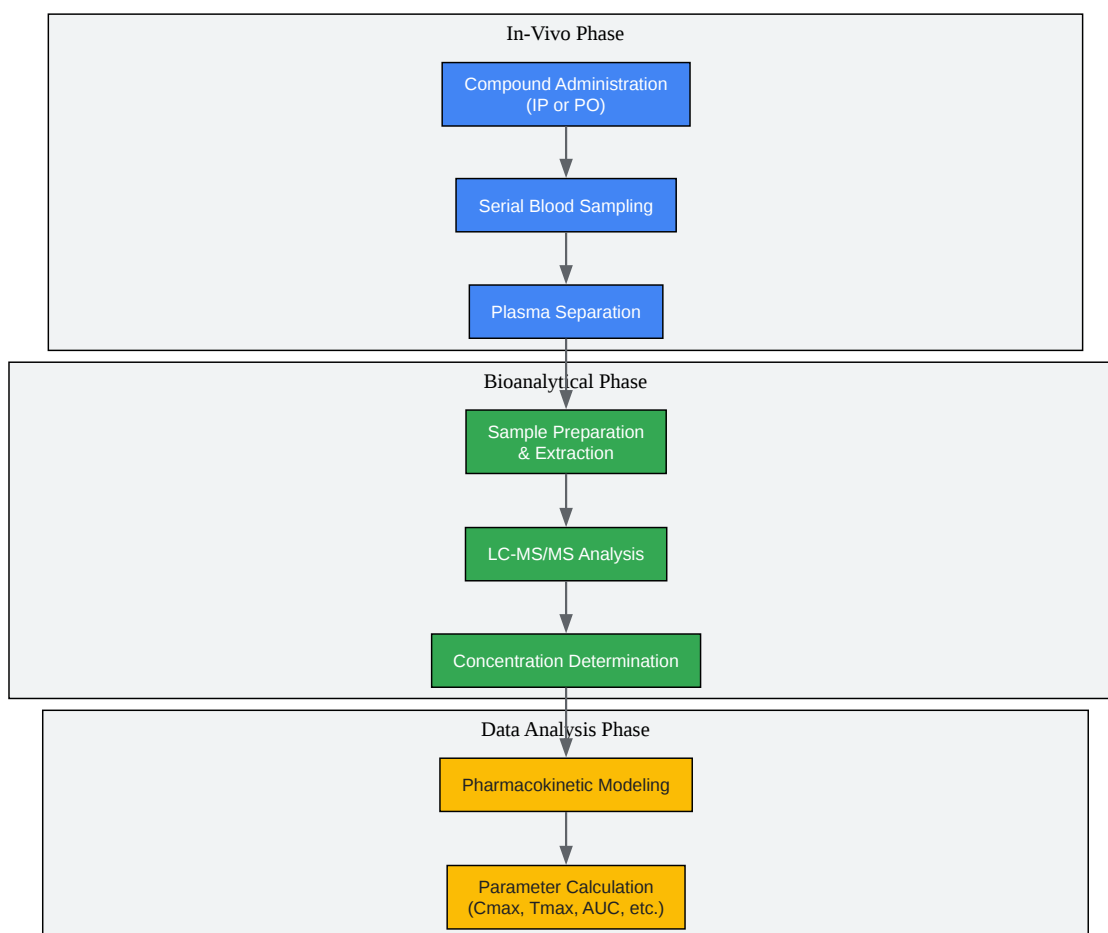 In-Vivo Phase
Compound Administration
(IP or PO)
Serial Blood Sampling
Plasma Separation
Bioanalytical Phase
Sample Preparation
& Extraction
LC-MS/MS Analysis
Concentration Determination
Data Analysis Phase
Pharmacokinetic Modeling
Parameter Calculation
(Cmax, Tmax, AUC, etc.)